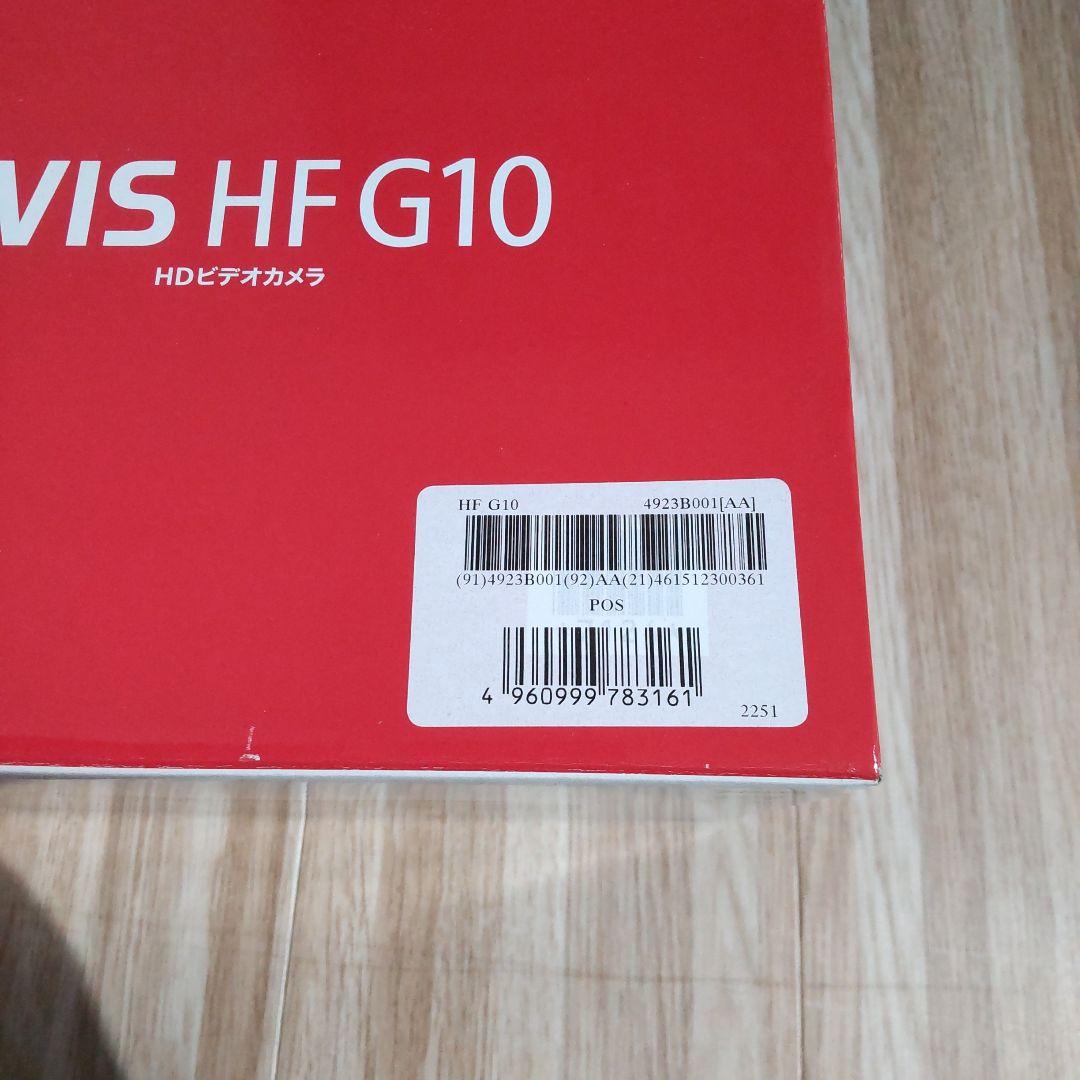 VIS HF G10
HDビデオカメラ
HF G10 4923B001[AA]
(91)4923B001(92)AA(21)461512300361
POS
4 960999 783161
2251